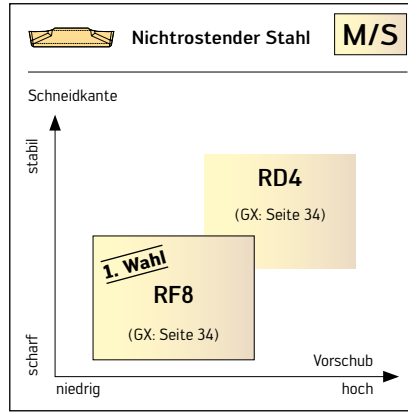 Nichtrostender Stahl M/S
Schneidkante
stabil
RD4
(GX: Seite 34)
1. Wahl
RF8
(GX: Seite 34)
scharf
Vorschub
niedrig hoch